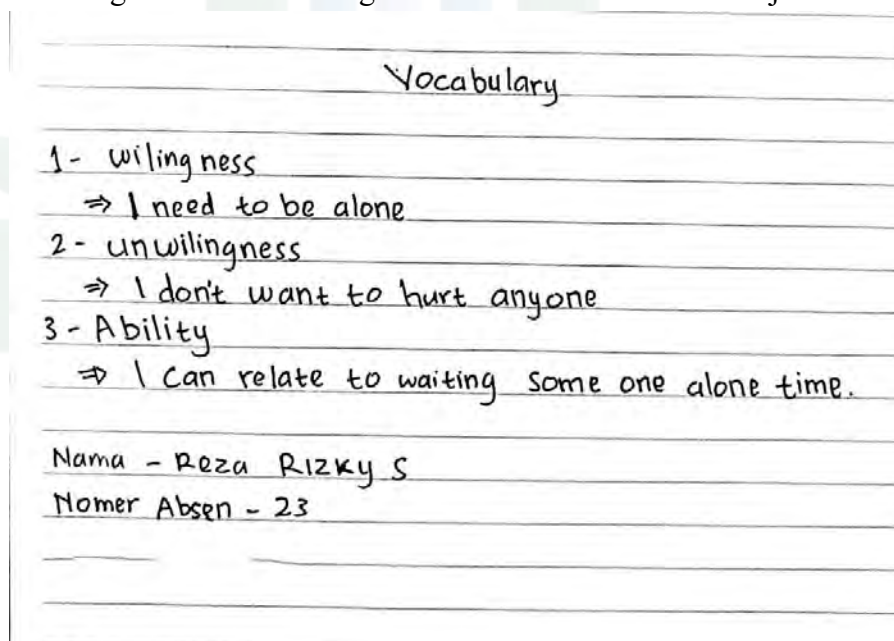 Vocabulary
1- wilingness
⇒ I need to be alone
2- unwilingness
⇒ I don't want to hurt anyone
3- Ability
⇒ I can relate to waiting some one alone time.
Nama - Reza Rizky S
Nomer Absen - 23